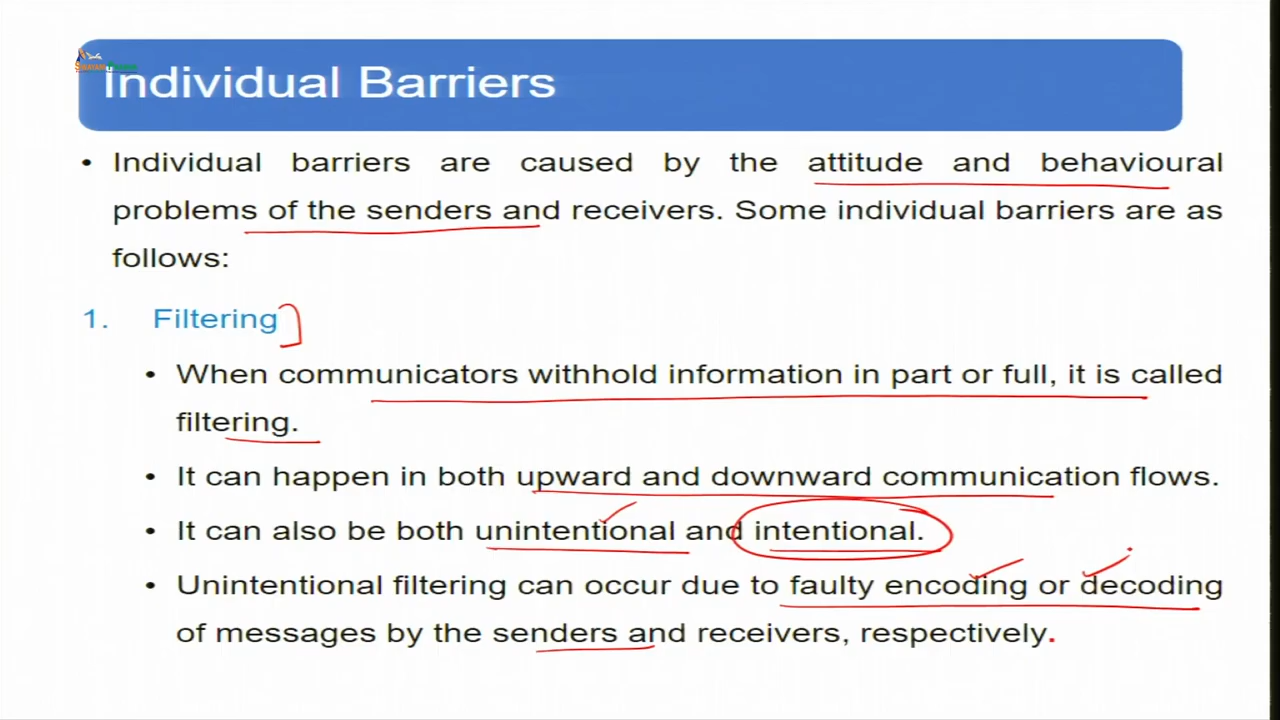 Individual Barriers
• Individual barriers are caused by the attitude and behavioural
problems of the senders and receivers. Some individual barriers are as
follows:
1. Filtering
• When communicators withhold information in part or full, it is called
filtering.
• It can happen in both upward and downward communication flows.
• It can also be both unintentional and intentional.
• Unintentional filtering can occur due to faulty encoding or decoding
of messages by the senders and receivers, respectively.